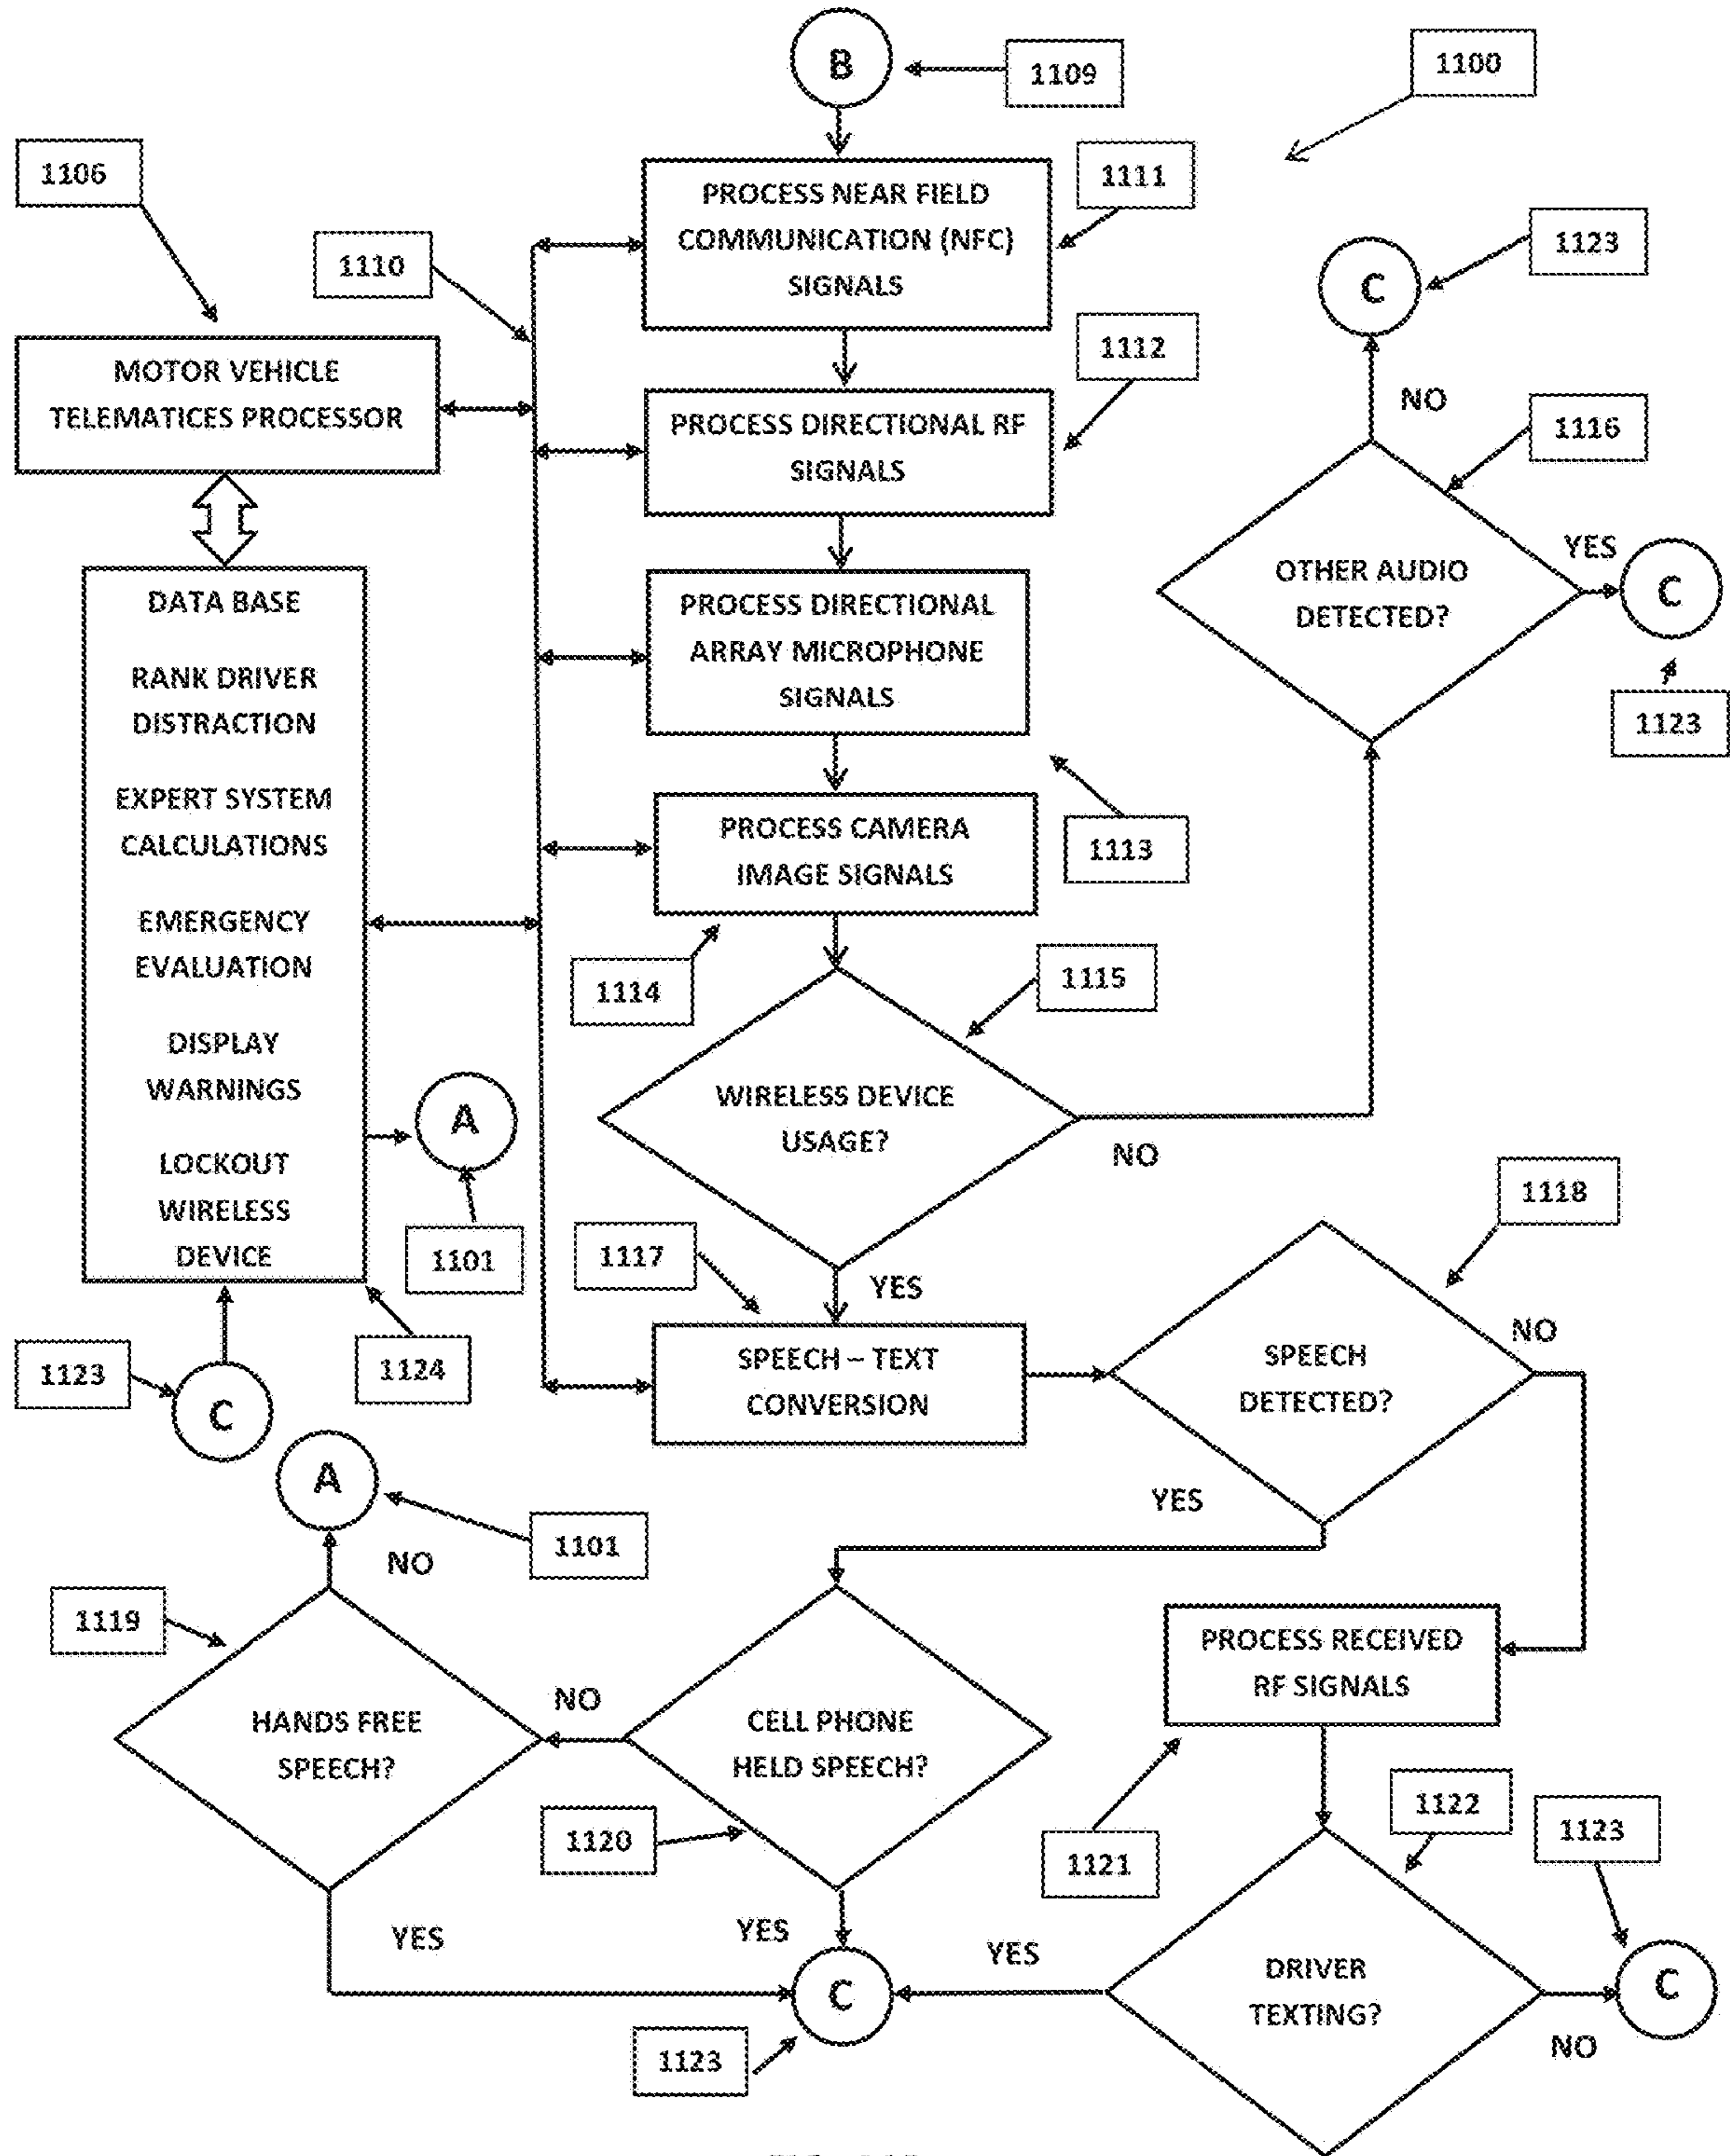 B
1109
1100
1106
1111
PROCESS NEAR FIELD
COMMUNICATION (NFC)
SIGNALS
1110
1123
C
MOTOR VEHICLE
TELEMATICES PROCESSOR
1112
PROCESS DIRECTIONAL RF
SIGNALS
NO
1116
OTHER AUDIO
DETECTED?
YES
C
1123
DATA BASE
RANK DRIVER
DISTRACTION
EXPERT SYSTEM
CALCULATIONS
EMERGENCY
EVALUATION
DISPLAY
WARNINGS
LOCKOUT
WIRELESS
DEVICE
PROCESS DIRECTIONAL
ARRAY MICROPHONE
SIGNALS
1113
PROCESS CAMERA
IMAGE SIGNALS
1114
1115
WIRELESS DEVICE
USAGE?
NO
A
1101
1117
YES
1118
SPEECH – TEXT
CONVERSION
SPEECH
DETECTED?
NO
YES
1123
C
1124
A
1101
NO
1119
HANDS FREE
SPEECH?
NO
CELL PHONE
HELD SPEECH?
1120
PROCESS RECEIVED
RF SIGNALS
1121
1122
1123
YES
YES
YES
C
1123
DRIVER
TEXTING?
NO
C